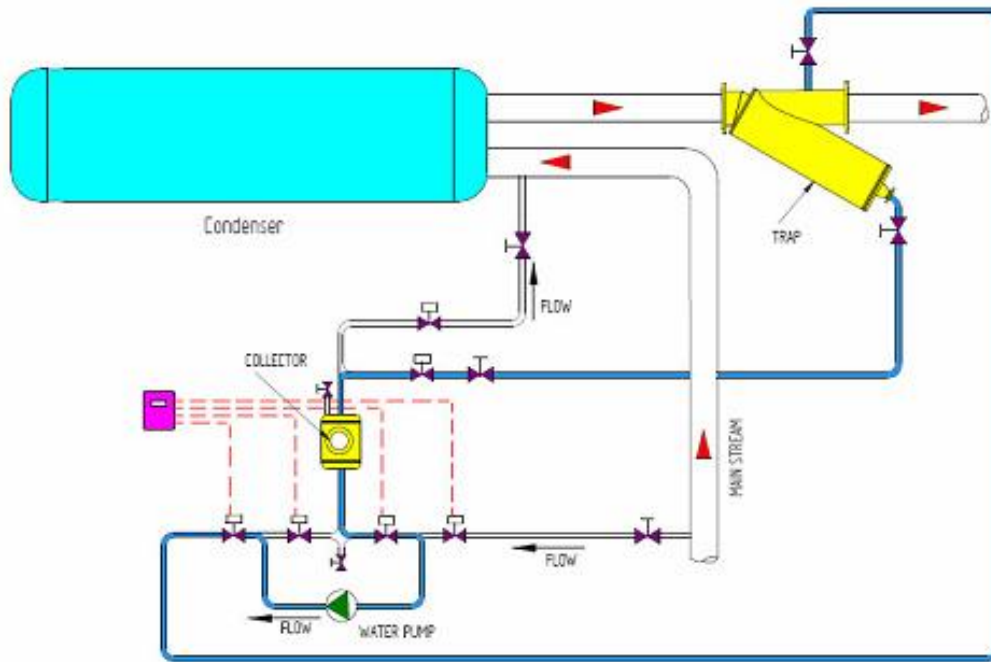 Condenser
TRAP
FLOW
COLLECTOR
MAIN STREAM
FLOW
FLOW
WATER PUMP